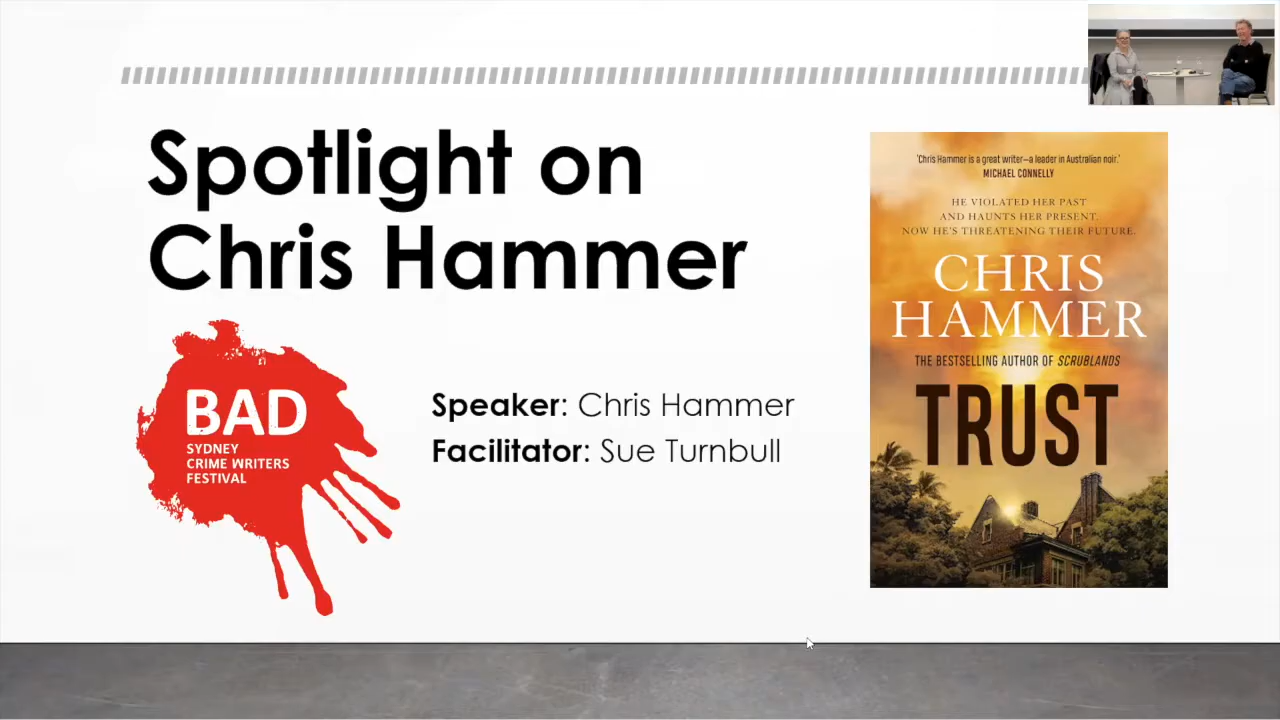 Spotlight on
Chris Hammer
BAD
SYDNEY
CRIME WRITERS
FESTIVAL
Speaker: Chris Hammer
Facilitator: Sue Turnbull
'Chris Hammer is a great writer—a leader in Australian noir.'
MICHAEL CONNELLY
HE VIOLATED HER PAST
AND HAUNTS HER PRESENT.
NOW HE'S THREATENING THEIR FUTURE.
CHRIS
HAMMER
THE BESTSELLING AUTHOR OF SCRUBLANDS
TRUST